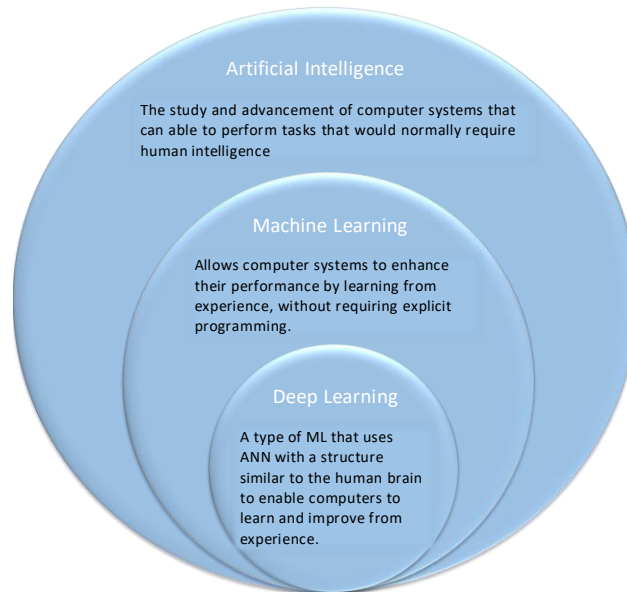 Artificial Intelligence
The study and advancement of computer systems that
can able to perform tasks that would normally require
human intelligence
Machine Learning
Allows computer systems to enhance
their performance by learning from
experience, without requiring explicit
programming.
Deep Learning
A type of ML that uses
ANN with a structure
similar to the human brain
to enable computers to
learn and improve from
experience.